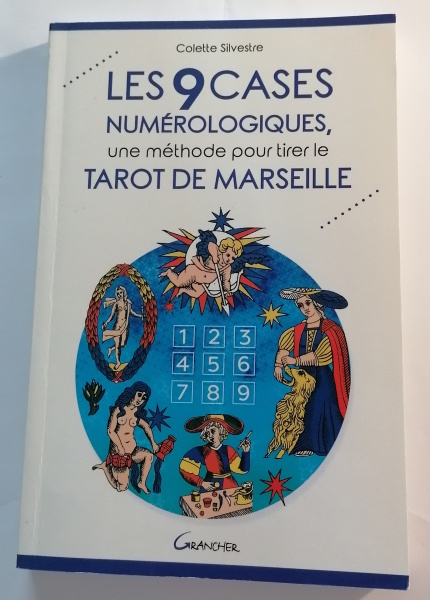 Colette Silvestre
LES 9 CASES
NUMÉROLOGIQUES,
une méthode pour tirer le
TAROT DE MARSEILLE
1 2 3
4 5 6
7 8 9
GRANCHER